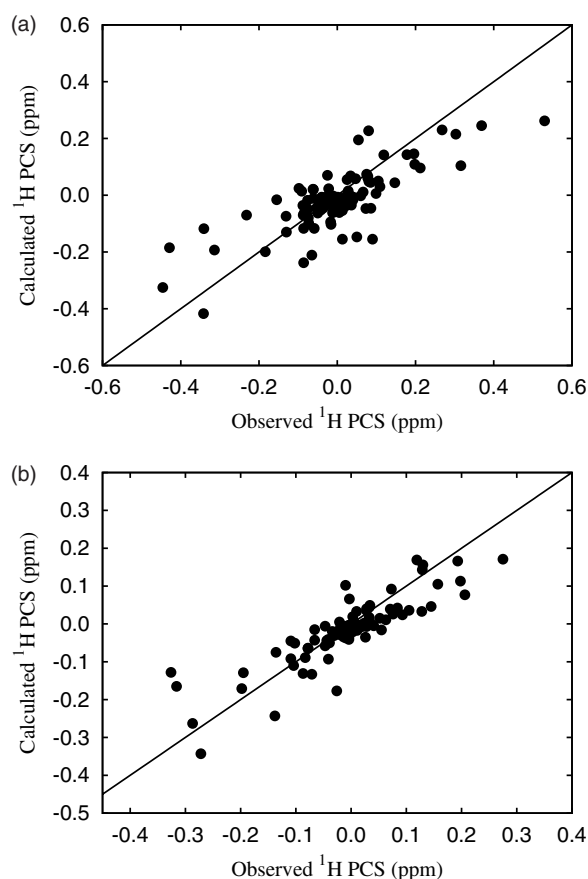 (a)
0.6
0.4
0.2
0.0
-0.2
-0.4
-0.6
Calculated ¹H PCS (ppm)
-0.6 -0.4 -0.2 0.0 0.2 0.4 0.6
Observed ¹H PCS (ppm)
(b)
0.4
0.3
0.2
0.1
0.0
-0.1
-0.2
-0.3
-0.4
-0.5
Calculated ¹H PCS (ppm)
-0.4 -0.3 -0.2 -0.1 0.0 0.1 0.2 0.3 0.4
Observed ¹H PCS (ppm)